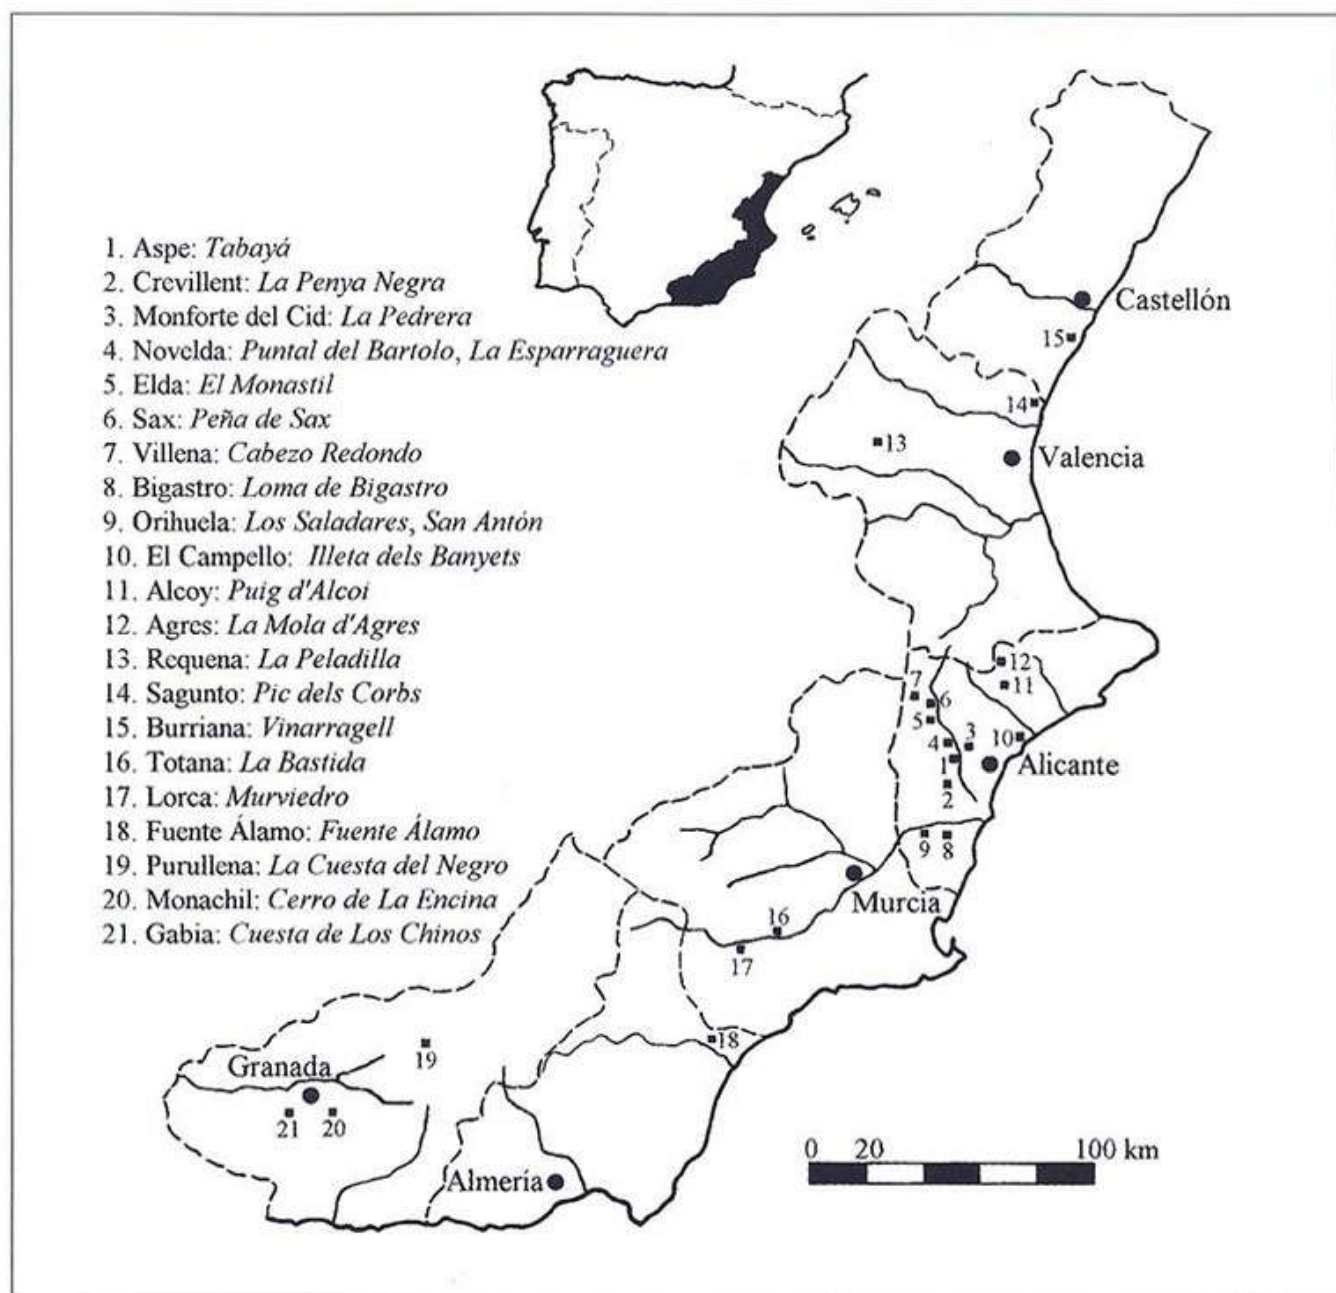 1. Aspe: Tabayá
2. Crevillent: La Penya Negra
3. Monforte del Cid: La Pedrera
4. Novelda: Puntal del Bartolo, La Esparraguera
5. Elda: El Monastil
6. Sax: Peña de Sax
7. Villena: Cabezo Redondo
8. Bigastro: Loma de Bigastro
9. Orihuela: Los Saladares, San Antón
10. El Campello: Illeta dels Banyets
11. Alcoy: Puig d'Alcoi
12. Agres: La Mola d'Agres
13. Requena: La Peladilla
14. Sagunto: Pic dels Corbs
15. Burriana: Vinarragell
16. Totana: La Bastida
17. Lorca: Murviedro
18. Fuente Álamo: Fuente Álamo
19. Purullena: La Cuesta del Negro
20. Monachil: Cerro de La Encina
21. Gabia: Cuesta de Los Chinos
Castellón
15
14
13
Valencia
12
11
7
6
5
4
3
10
Alicante
1
2
9
8
Murcia
16
17
18
19
Granada
21
20
Almería
0 20 100 km